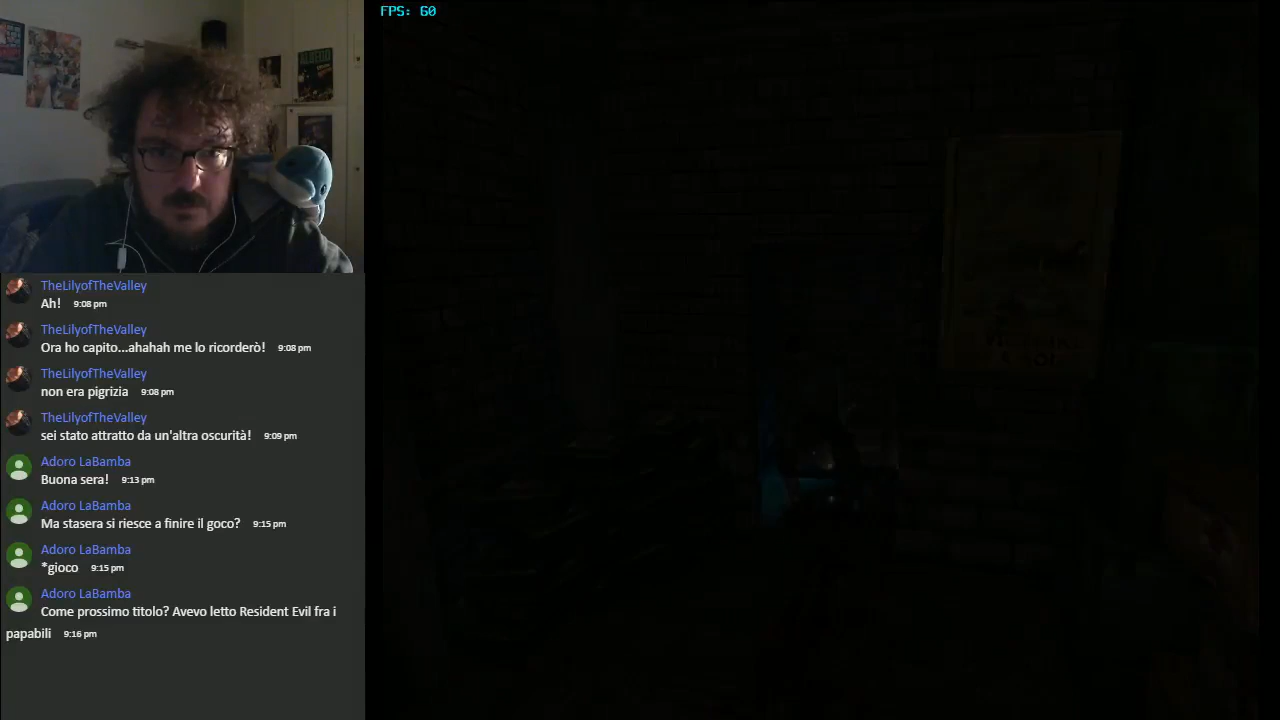 FPS: 60
TheLilyofTheValley
Ah! 9:08 pm
TheLilyofTheValley
Ora ho capito...ahahah me lo ricorderò! 9:08 pm
TheLilyofTheValley
non era pigrizia 9:08 pm
TheLilyofTheValley
sei stato attratto da un'altra oscurità! 9:09 pm
Adoro LaBamba
Buona sera! 9:13 pm
Adoro LaBamba
Ma stasera si riesce a finire il goco? 9:15 pm
Adoro LaBamba
*gioco 9:15 pm
Adoro LaBamba
Come prossimo titolo? Avevo letto Resident Evil fra i
papabili 9:16 pm